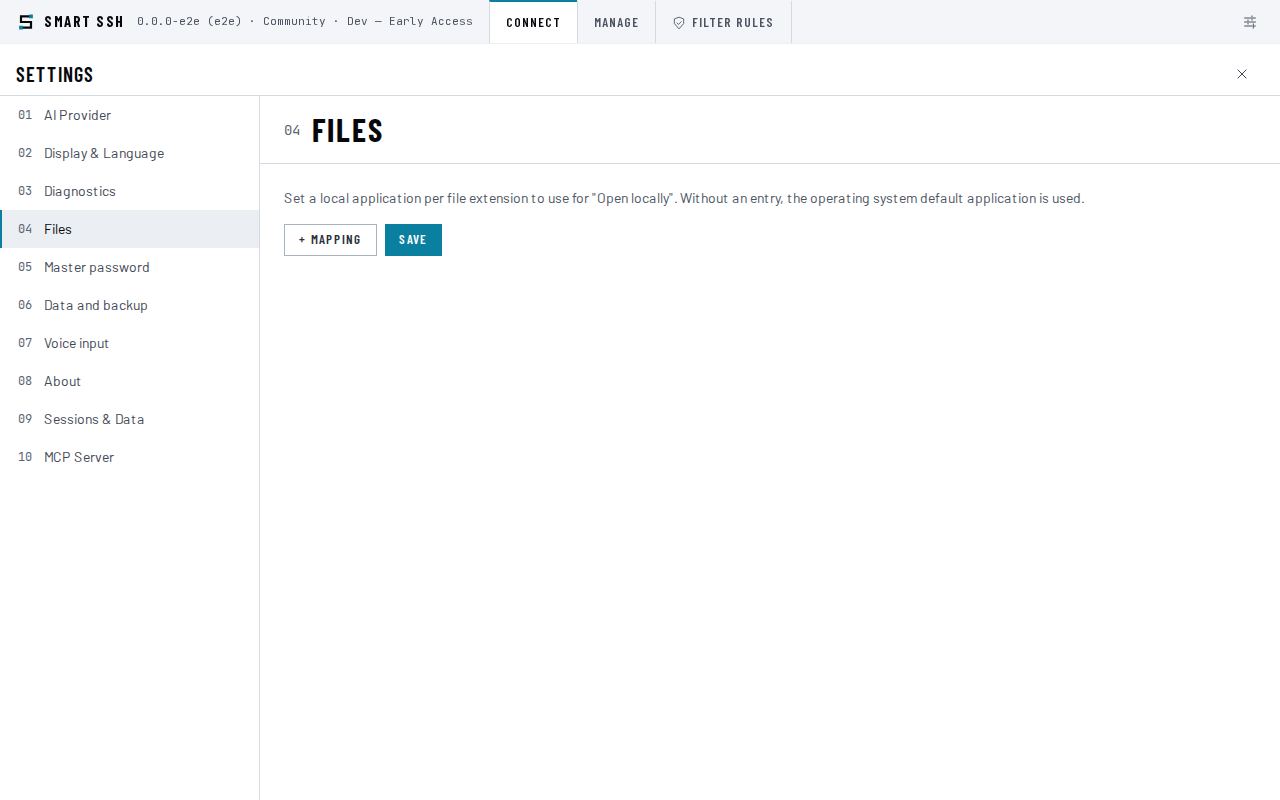 SMART SSH 0.0.0-e2e (e2e) · Community · Dev — Early Access CONNECT MANAGE FILTER RULES
SETTINGS
01 AI Provider
02 Display & Language
03 Diagnostics
04 Files
05 Master password
06 Data and backup
07 Voice input
08 About
09 Sessions & Data
10 MCP Server
04 FILES
Set a local application per file extension to use for "Open locally". Without an entry, the operating system default application is used.
+ MAPPING SAVE